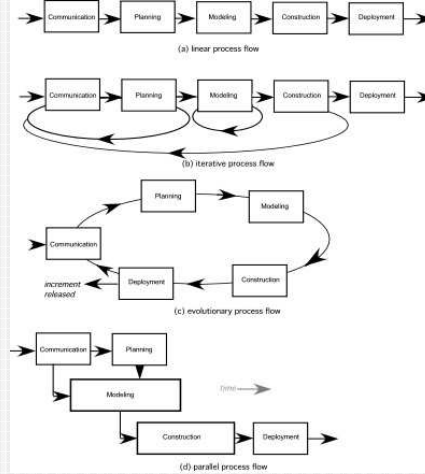 Communication Planning Modeling Construction Deployment
(a) linear process flow
Communication Planning Modeling Construction Deployment
(b) iterative process flow
Planning
Modeling
Communication
Deployment
Construction
increment
released
(c) evolutionary process flow
Communication Planning
Modeling
time
Construction Deployment
(d) parallel process flow